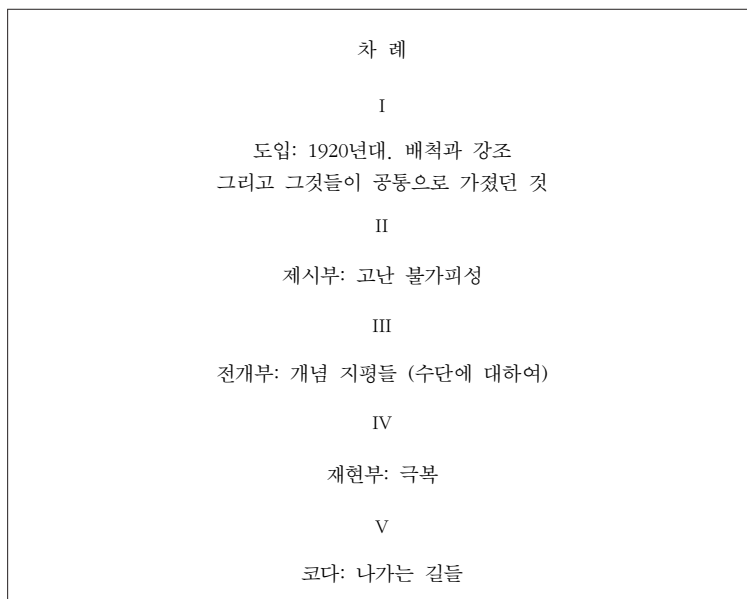 차 례
I
도입: 1920년대. 배척과 강조
그리고 그것들이 공통으로 가졌던 것
II
제시부: 고난 불가피성
III
전개부: 개념 지평들 (수단에 대하여)
IV
재현부: 극복
V
코다: 나가는 길들